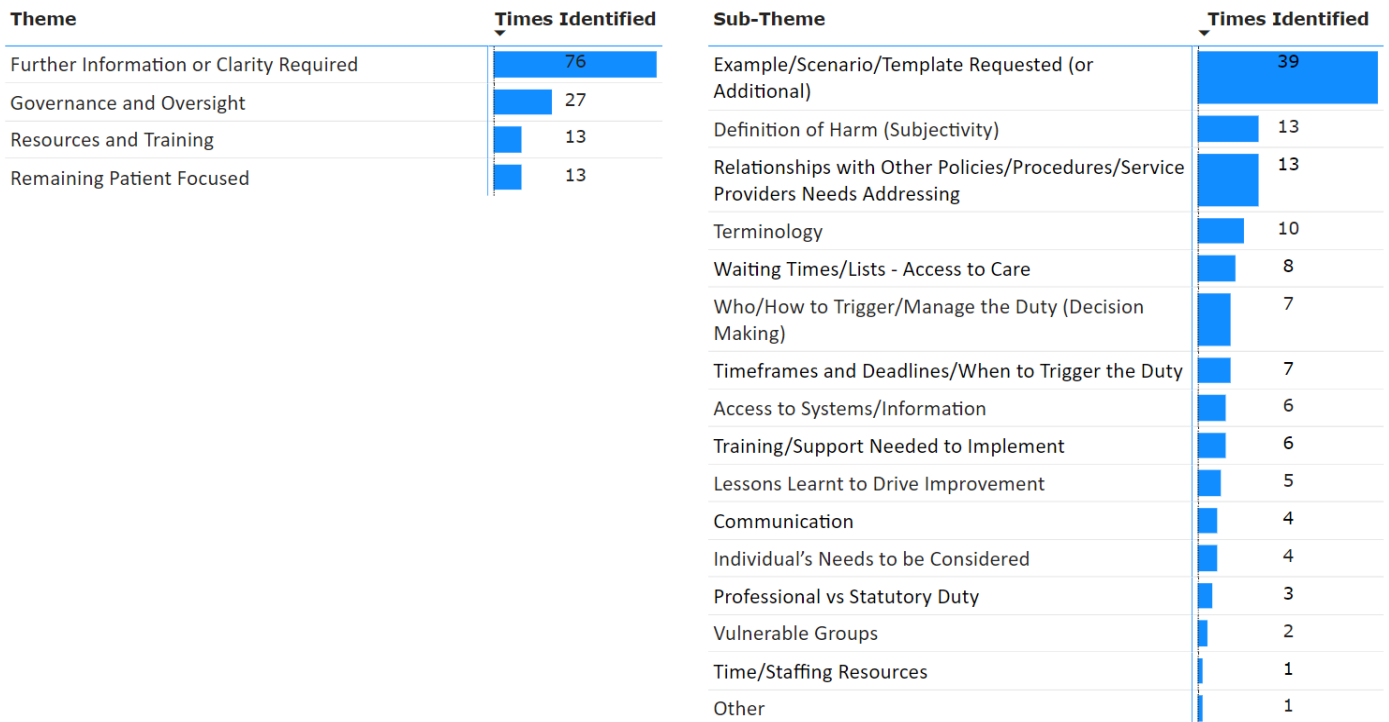 Theme Times Identified
Further Information or Clarity Required 76
Governance and Oversight 27
Resources and Training 13
Remaining Patient Focused 13
Sub-Theme Times Identified
Example/Scenario/Template Requested (or 39
Additional)
Definition of Harm (Subjectivity) 13
Relationships with Other Policies/Procedures/Service 13
Providers Needs Addressing
Terminology 10
Waiting Times/Lists - Access to Care 8
Who/How to Trigger/Manage the Duty (Decision 7
Making)
Timeframes and Deadlines/When to Trigger the Duty 7
Access to Systems/Information 6
Training/Support Needed to Implement 6
Lessons Learnt to Drive Improvement 5
Communication 4
Individual’s Needs to be Considered 4
Professional vs Statutory Duty 3
Vulnerable Groups 2
Time/Staffing Resources 1
Other 1